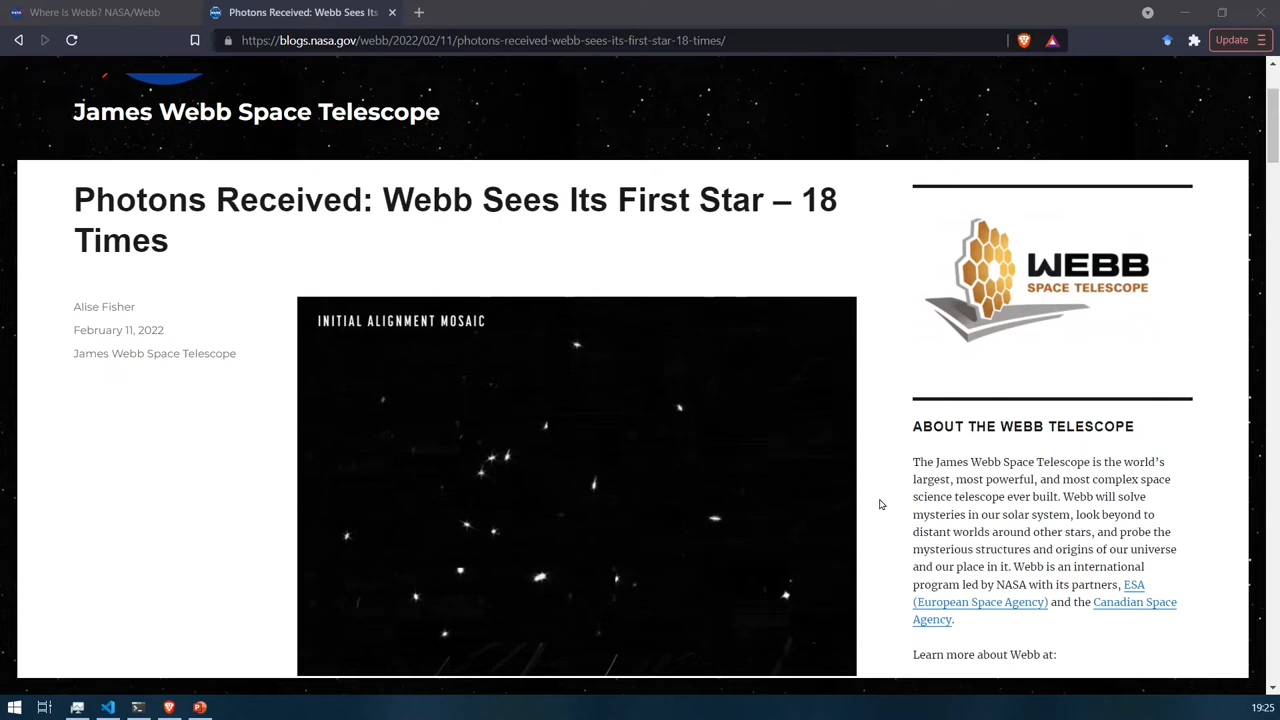 Where Is Webb? NASA/Webb
Photons Received: Webb Sees Its
https://blogs.nasa.gov/webb/2022/02/11/photons-received-webb-sees-its-first-star-18-times/
Update
James Webb Space Telescope
Photons Received: Webb Sees Its First Star – 18
Times
Alise Fisher
February 11, 2022
James Webb Space Telescope
INITIAL ALIGNMENT MOSAIC
WEBB
SPACE TELESCOPE
ABOUT THE WEBB TELESCOPE
The James Webb Space Telescope is the world's
largest, most powerful, and most complex space
science telescope ever built. Webb will solve
mysteries in our solar system, look beyond to
distant worlds around other stars, and probe the
mysterious structures and origins of our universe
and our place in it. Webb is an international
program led by NASA with its partners, ESA
(European Space Agency) and the Canadian Space
Agency.
Learn more about Webb at:
19:25